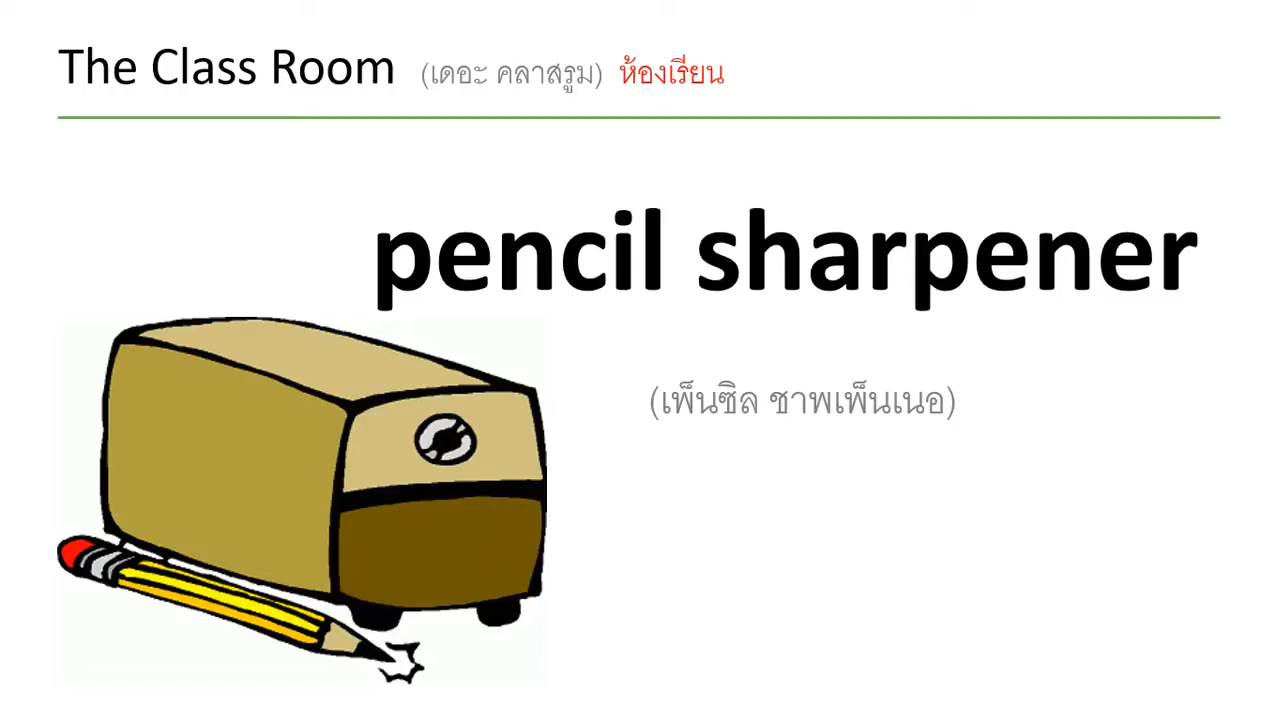 The Class Room (เดอะ คลาสรูม) ห้องเรียน
pencil sharpener
(เพ็นซิล ชาพเพ็นเนอ)